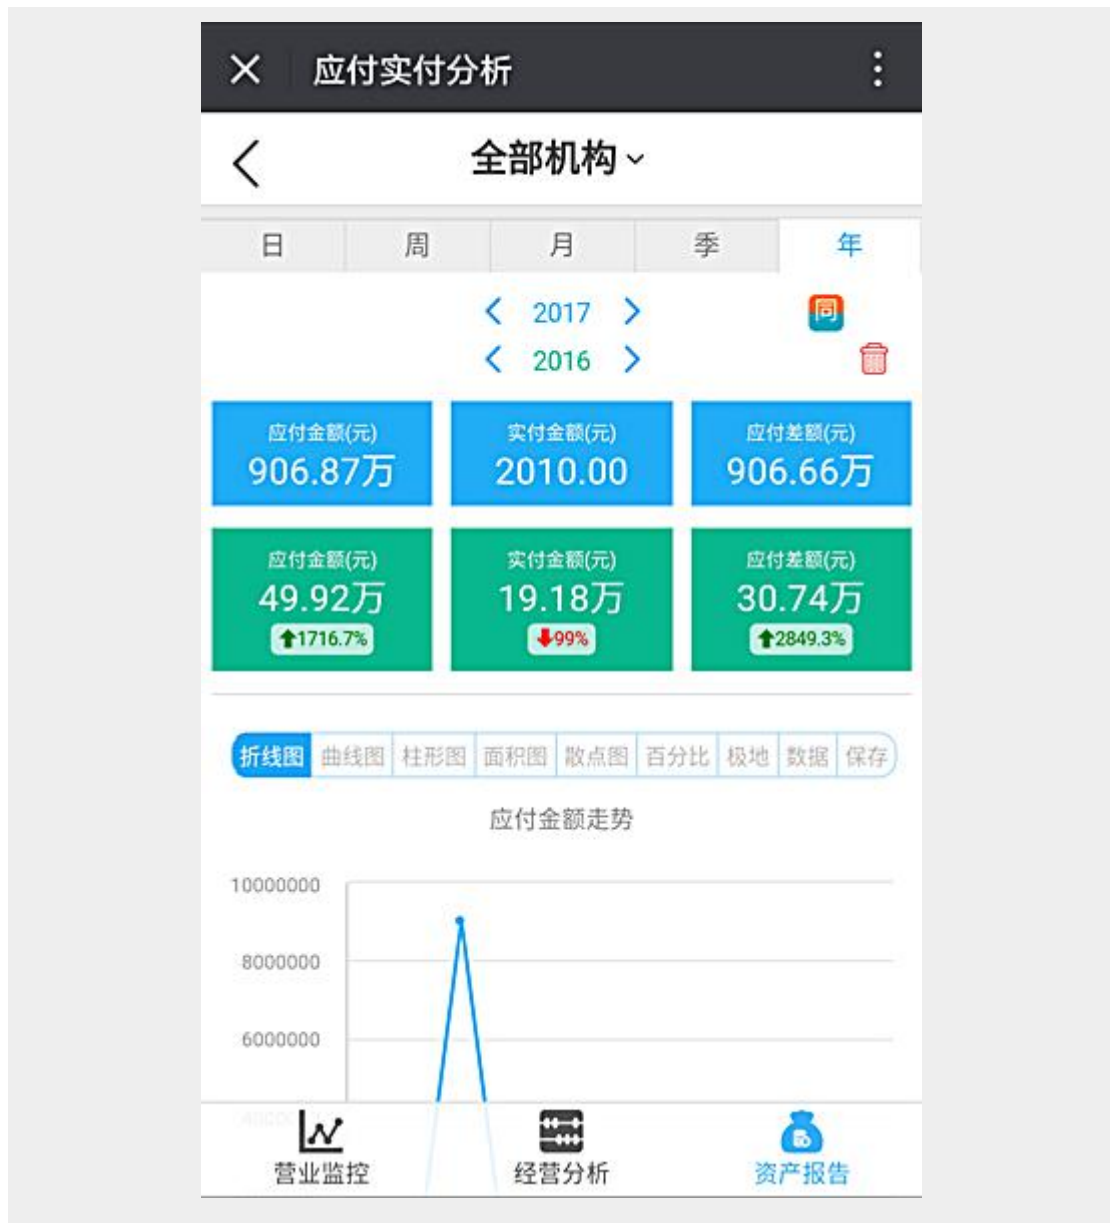 应付实付分析
全部机构
日 周 月 季 年
2017 同
2016
应付金额(元) 实付金额(元) 应付差额(元)
906.87万 2010.00 906.66万
应付金额(元) 实付金额(元) 应付差额(元)
49.92万 19.18万 30.74万
1716.7% 99% 2849.3%
折线图 曲线图 柱形图 面积图 散点图 百分比 极地 数据 保存
应付金额走势
10000000
8000000
6000000
营业监控 经营分析 资产报告